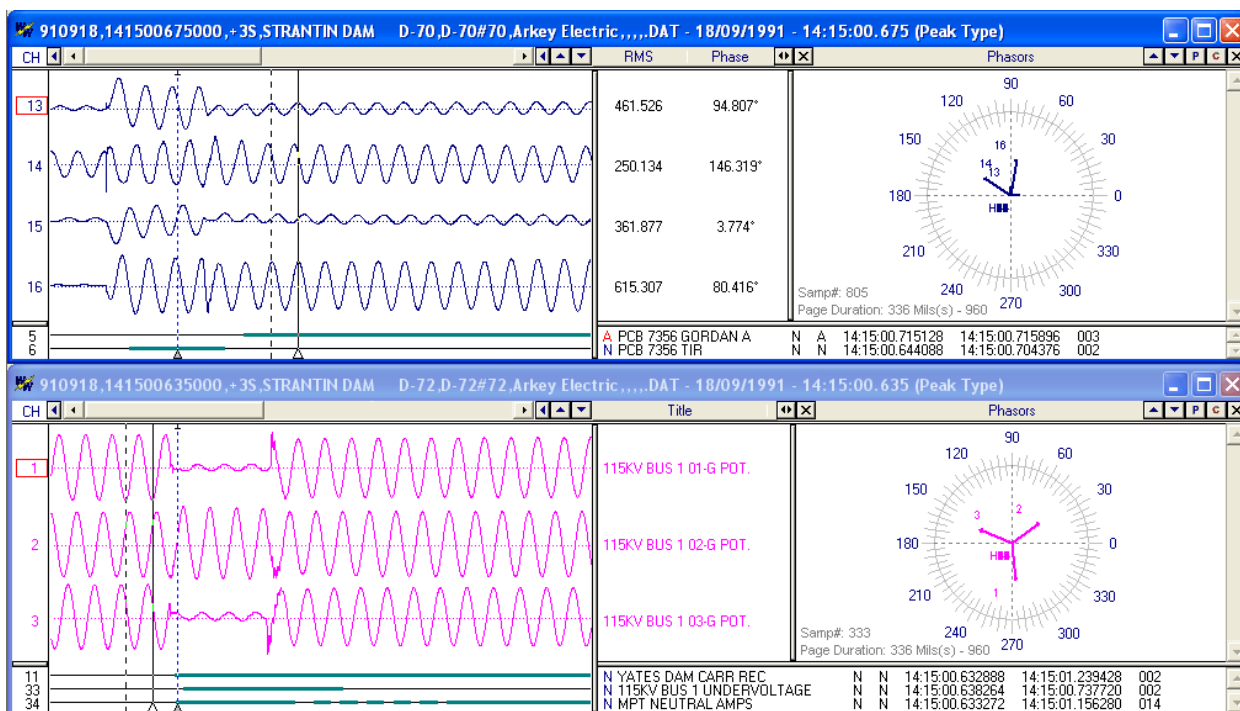 910918,141500675000,+3S,STRANTIN DAM D-70,D-70#70,Arkey Electric,,,,,DAT - 18/09/1991 - 14:15:00.675 (Peak Type)
CH RMS Phase Phasors P C X
13 461.526 94.807°
14 250.134 146.319°
15 361.877 3.774°
16 615.307 80.416°
90
120 60
150 30
180 0
210 330
240 300
270
16
14
13
Samp#: 805
Page Duration: 336 Mils(s) - 960
5 A PCB 7356 GORDAN A N A 14:15:00.715128 14:15:00.715896 003
6 N PCB 7356 TIR N N 14:15:00.644088 14:15:00.704376 002
910918,141500635000,+3S,STRANTIN DAM D-72,D-72#72,Arkey Electric,,,,,DAT - 18/09/1991 - 14:15:00.635 (Peak Type)
CH Title Phasors P C X
1 115KV BUS 1 01-G POT.
2 115KV BUS 1 02-G POT.
3 115KV BUS 1 03-G POT.
90
120 60
150 30
180 0
210 330
240 300
270
3 2
1
Samp#: 333
Page Duration: 336 Mils(s) - 960
11 N YATES DAM CARR REC N N 14:15:00.632888 14:15:01.239428 002
33 N 115KV BUS 1 UNDERVOLTAGE N N 14:15:00.638264 14:15:00.737720 002
34 N MPT NEUTRAL AMPS N N 14:15:00.633272 14:15:01.156280 014